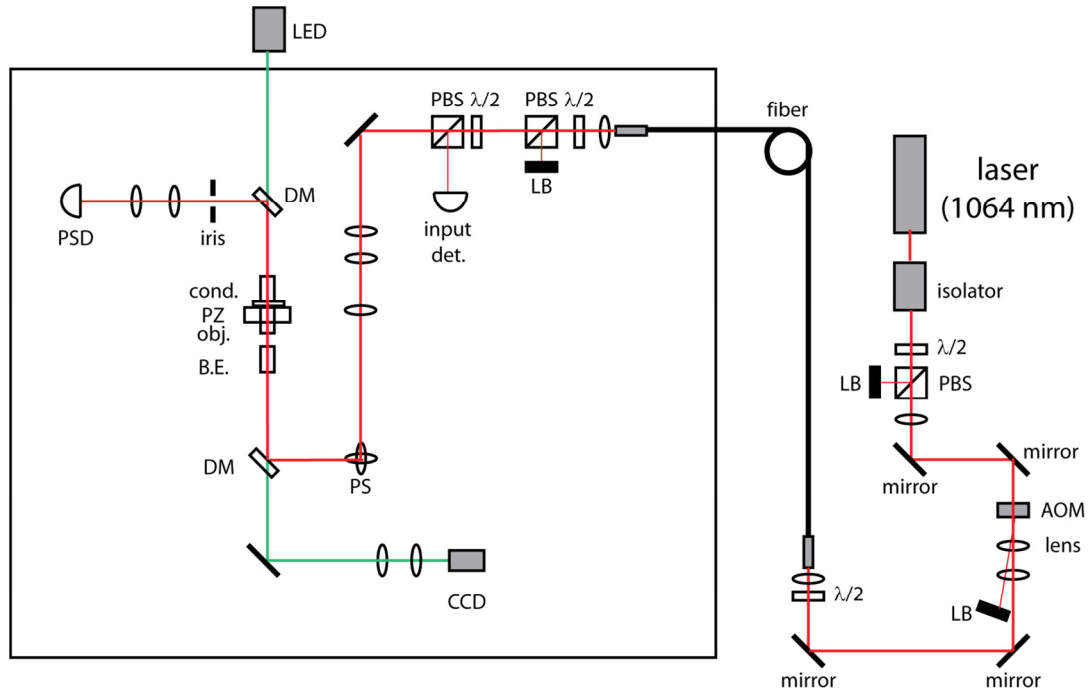 LED
PBS λ/2
PBS λ/2
fiber
laser
(1064 nm)
DM
LB
PSD
iris
input
det.
isolator
cond.
PZ
obj.
B.E.
λ/2
LB
PBS
DM
PS
mirror
mirror
AOM
lens
CCD
λ/2
LB
mirror
mirror